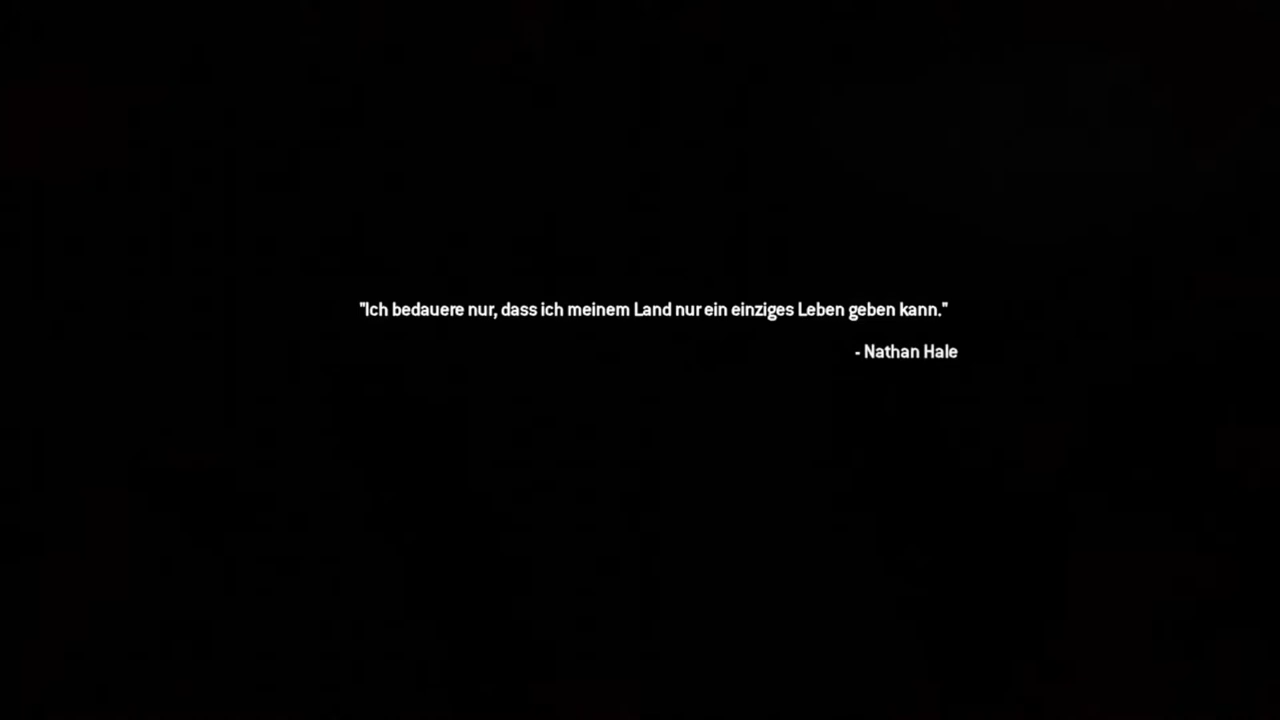 "Ich bedauere nur, dass ich meinem Land nur ein einziges Leben geben kann."
- Nathan Hale